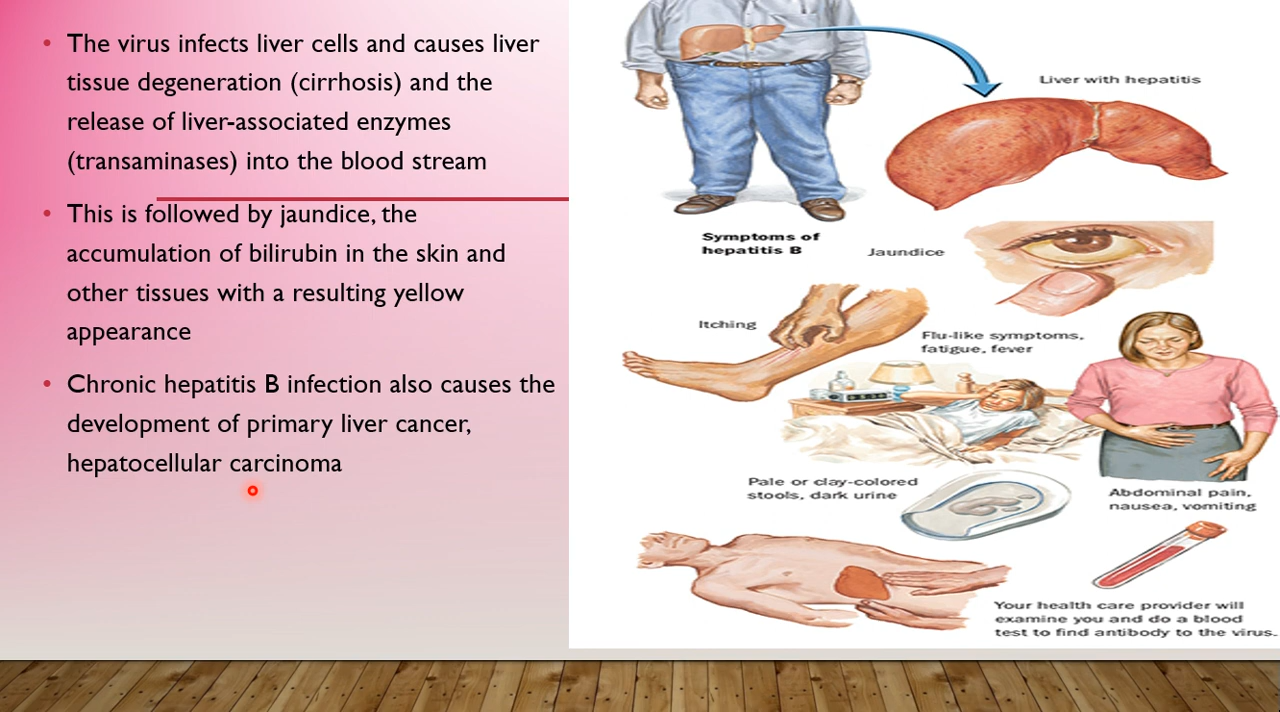 • The virus infects liver cells and causes liver
tissue degeneration (cirrhosis) and the
release of liver-associated enzymes
(transaminases) into the blood stream
• This is followed by jaundice, the
accumulation of bilirubin in the skin and
other tissues with a resulting yellow
appearance
• Chronic hepatitis B infection also causes the
development of primary liver cancer,
hepatocellular carcinoma
Liver with hepatitis
Symptoms of
hepatitis B
Jaundice
Itching
Flu-like symptoms,
fatigue, fever
Pale or clay-colored
stools, dark urine
Abdominal pain,
nausea, vomiting
Your health care provider will
examine you and do a blood
test to find antibody to the virus.